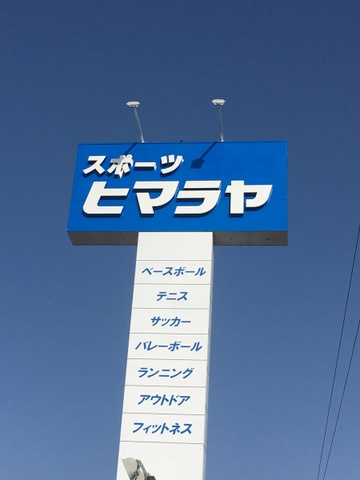 スポーツ
ヒマラヤ
ベースボール
テニス
サッカー
バレーボール
ランニング
アウトドア
フィットネス